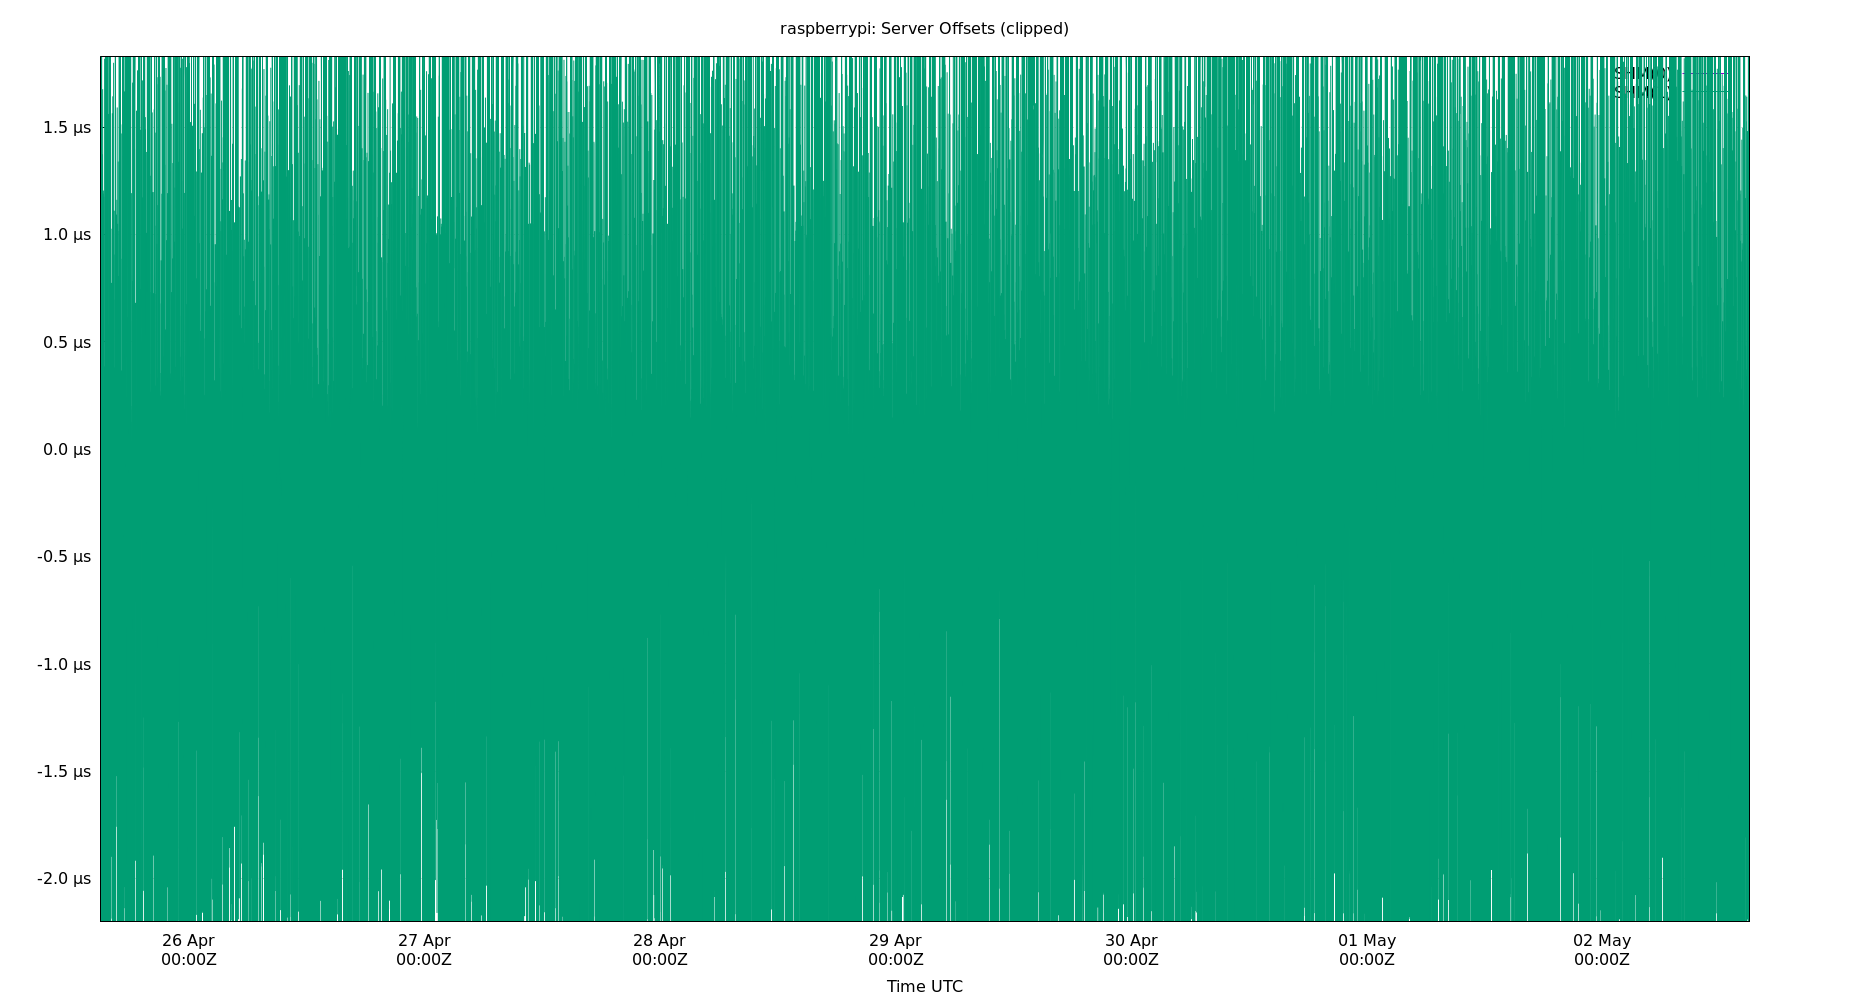 raspberrypi: Server Offsets (clipped)
1.5 µs
1.0 µs
0.5 µs
0.0 µs
-0.5 µs
-1.0 µs
-1.5 µs
-2.0 µs
26 Apr
00:00Z
27 Apr
00:00Z
28 Apr
00:00Z
29 Apr
00:00Z
30 Apr
00:00Z
01 May
00:00Z
02 May
00:00Z
Time UTC